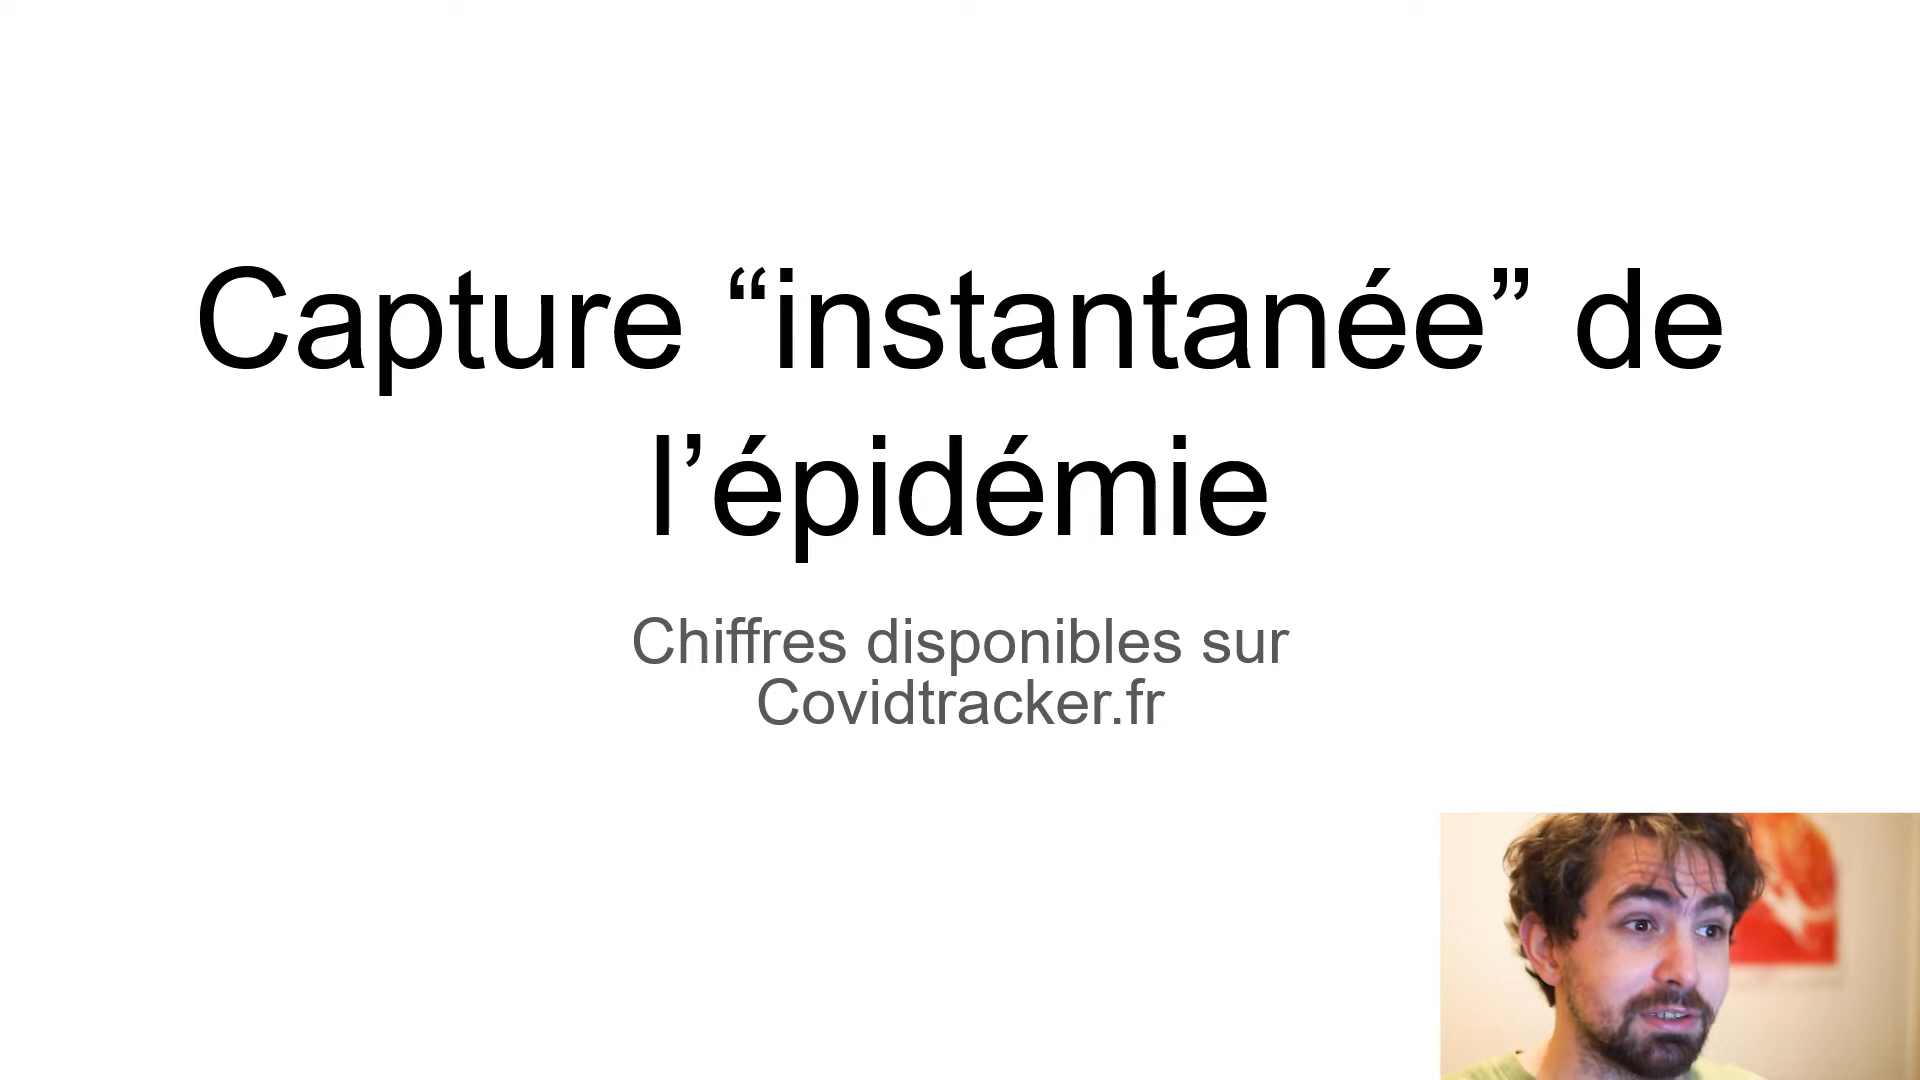 Capture “instantanée” de
l’épidémie
Chiffres disponibles sur
Covidtracker.fr